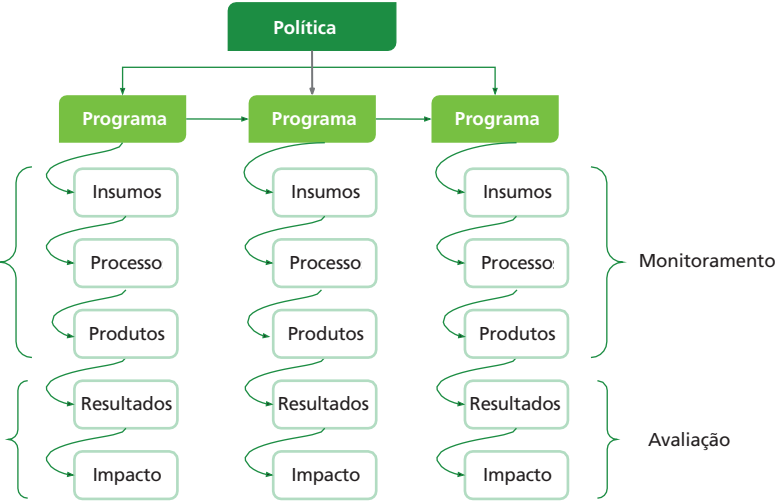 Política
Programa Programa Programa
Insumos Insumos Insumos
Monitoramento
Processo Processo Processos
Produtos Produtos Produtos
Resultados Resultados Resultados
Avaliação
Impacto Impacto Impacto